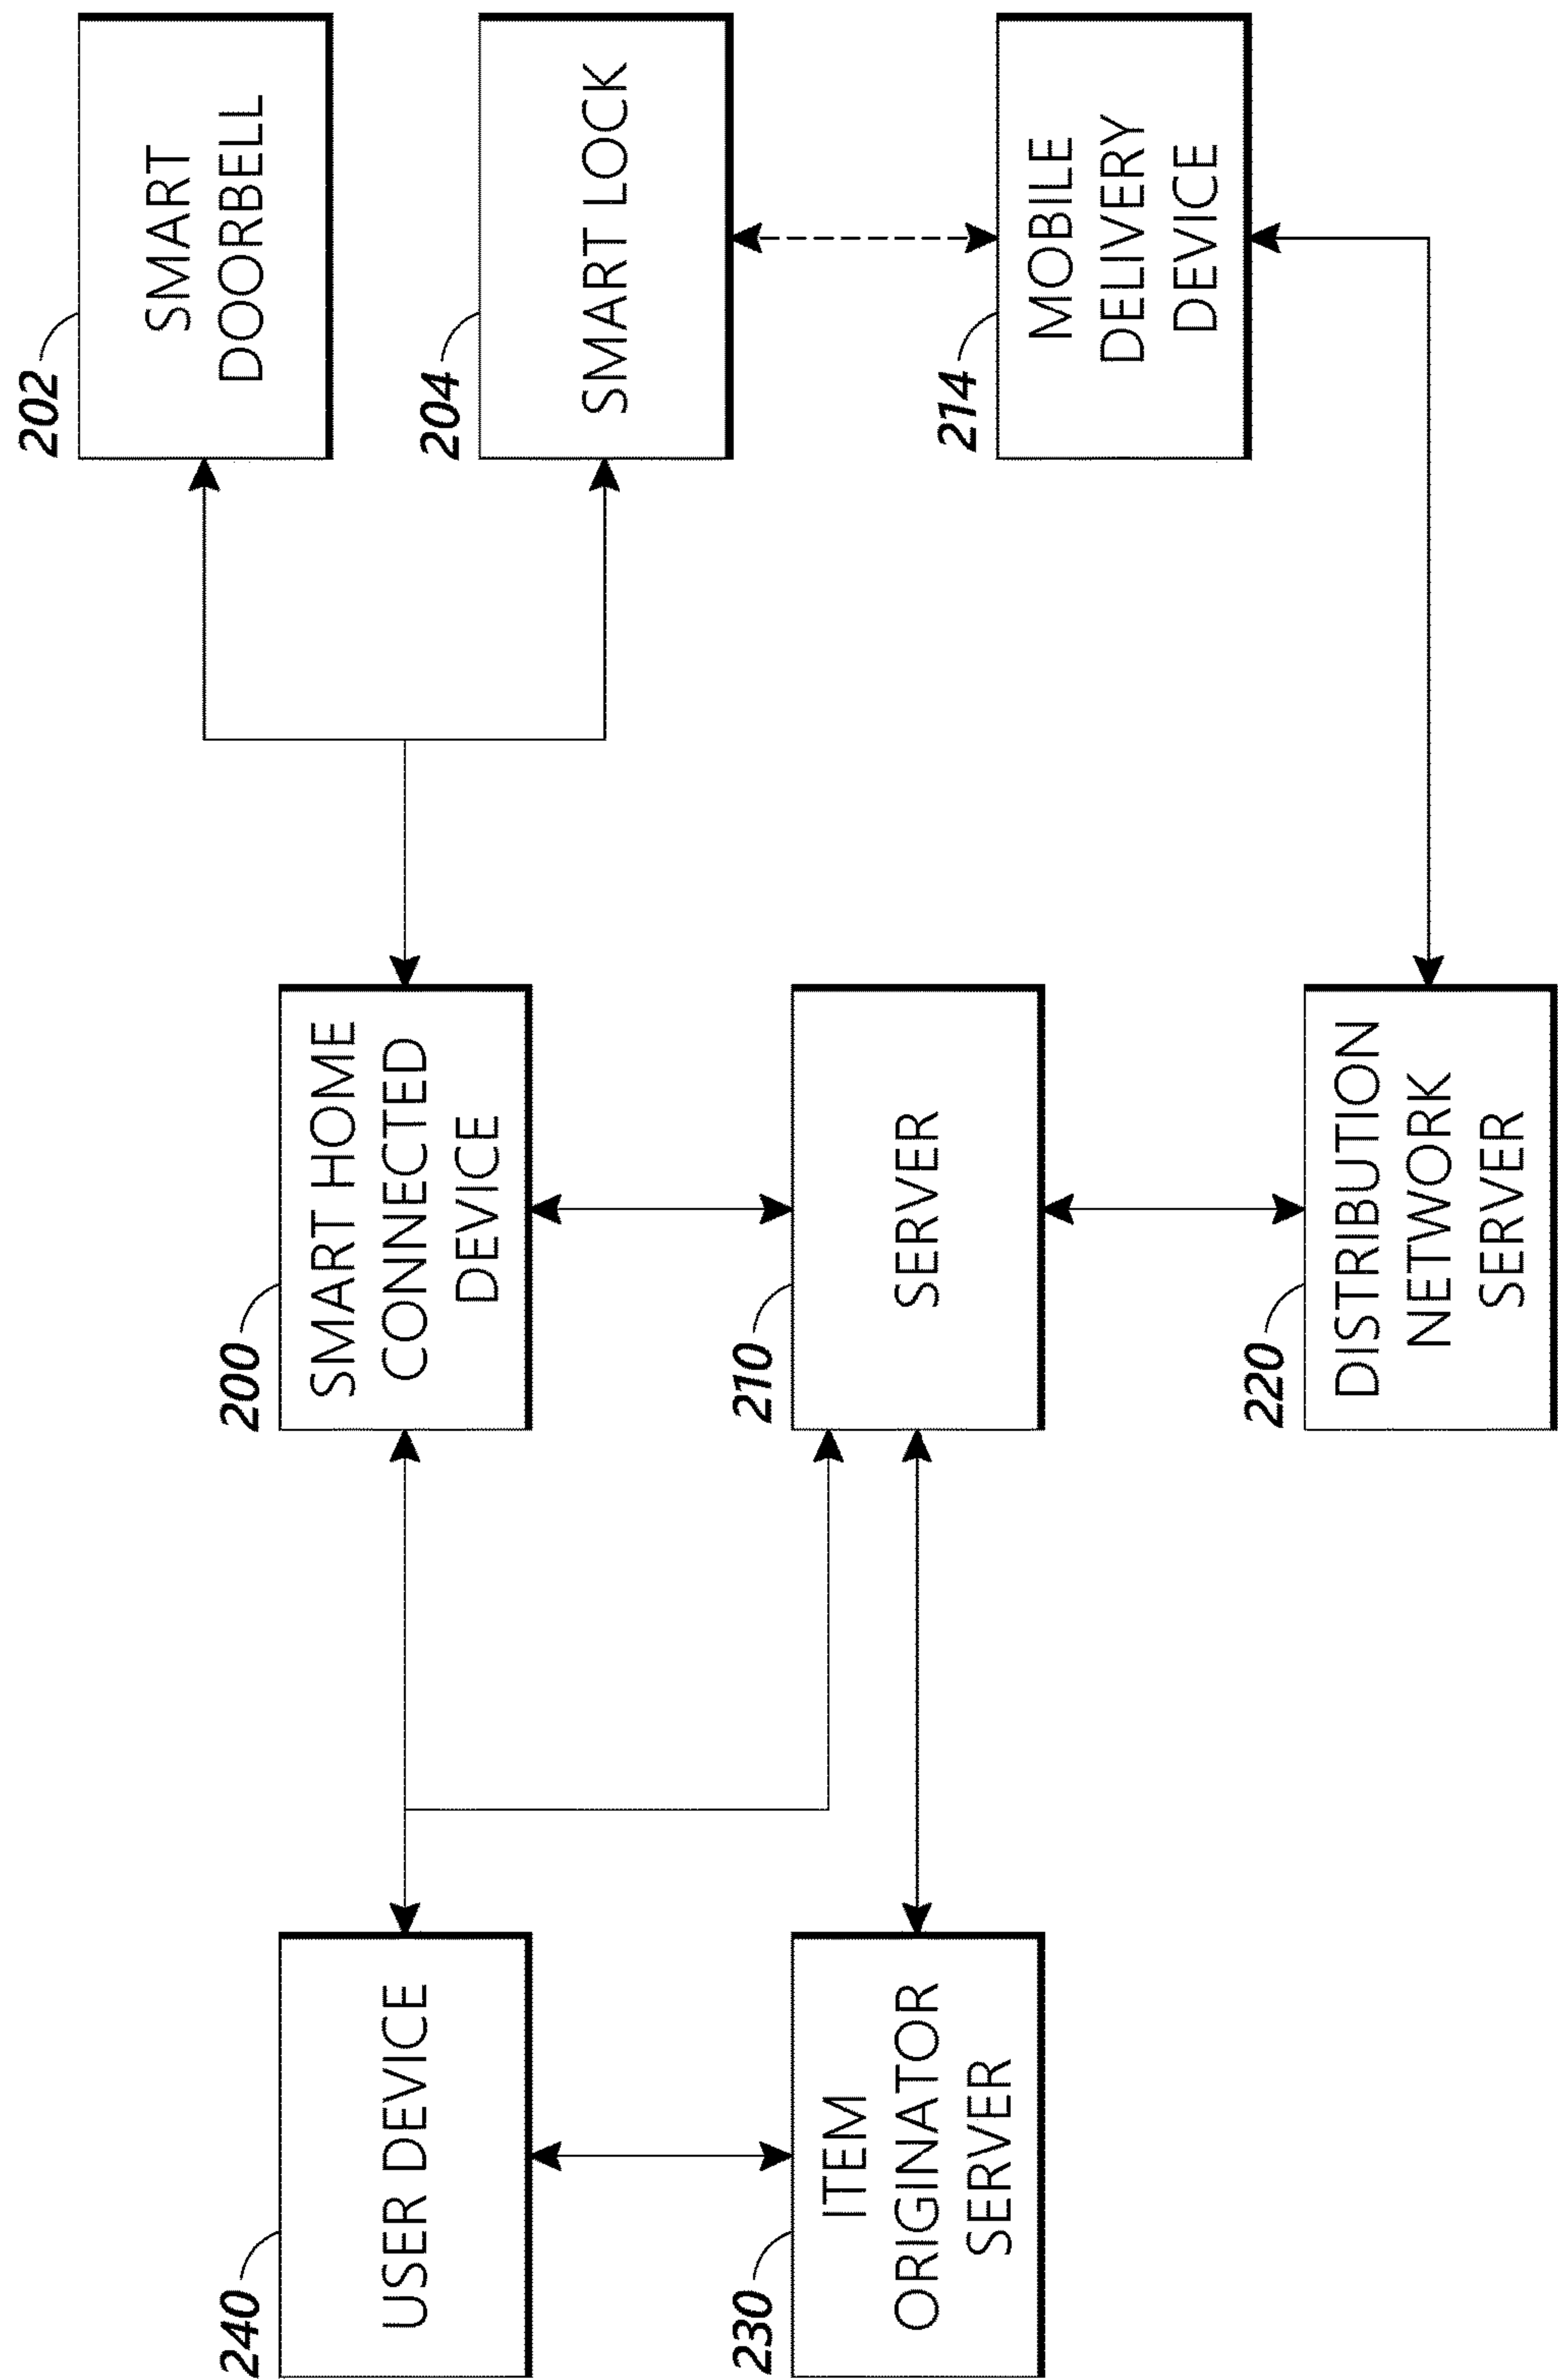 202
SMART
DOORBELL
204
SMART LOCK
214
MOBILE
DELIVERY
DEVICE
200
SMART HOME
CONNECTED
DEVICE
210
SERVER
220
DISTRIBUTION
NETWORK
SERVER
240
USER DEVICE
230
ITEM
ORIGINATOR
SERVER